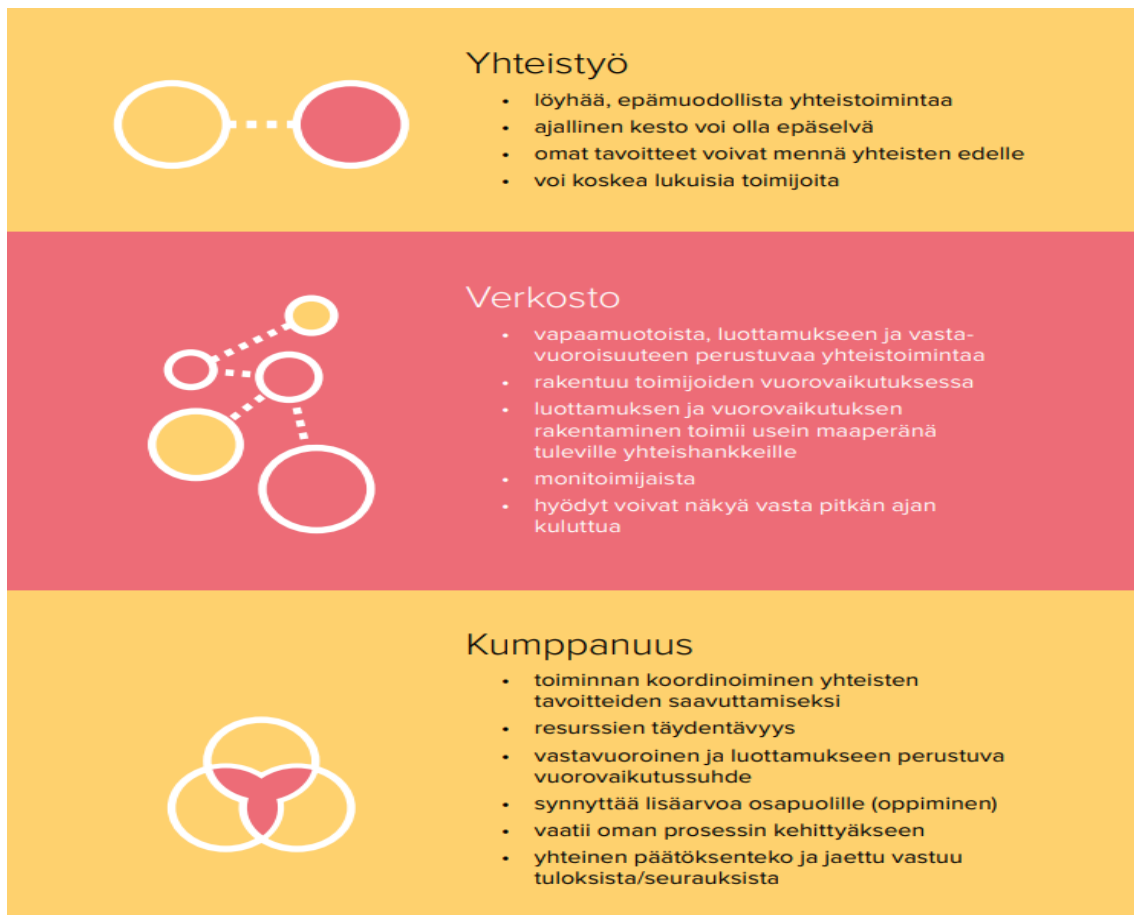 Yhteistyö
• löyhää, epämuodollista yhteistoimintaa
• ajallinen kesto voi olla epäselvä
• omat tavoitteet voivat mennä yhteisten edelle
• voi koskea lukuisia toimijoita
Verkosto
• vapaamuotoista, luottamukseen ja vasta-
vuoroisuuteen perustuvaa yhteistoimintaa
• rakentuu toimijoiden vuorovaikutuksessa
• luottamuksen ja vuorovaikutuksen
rakentaminen toimii usein maaperänä
tuleville yhteishankkeille
• monitoimijaista
• hyödyt voivat näkyä vasta pitkän ajan
kuluttua
Kumppanuus
• toiminnan koordinoiminen yhteisten
tavoitteiden saavuttamiseksi
• resurssien täydentävyys
• vastavuoroinen ja luottamukseen perustuva
vuorovaikutussuhde
• synnyttää lisäarvoa osapuolille (oppiminen)
• vaatii oman prosessin kehittyäkseen
• yhteinen päätöksenteko ja jaettu vastuu
tuloksista/seurauksista